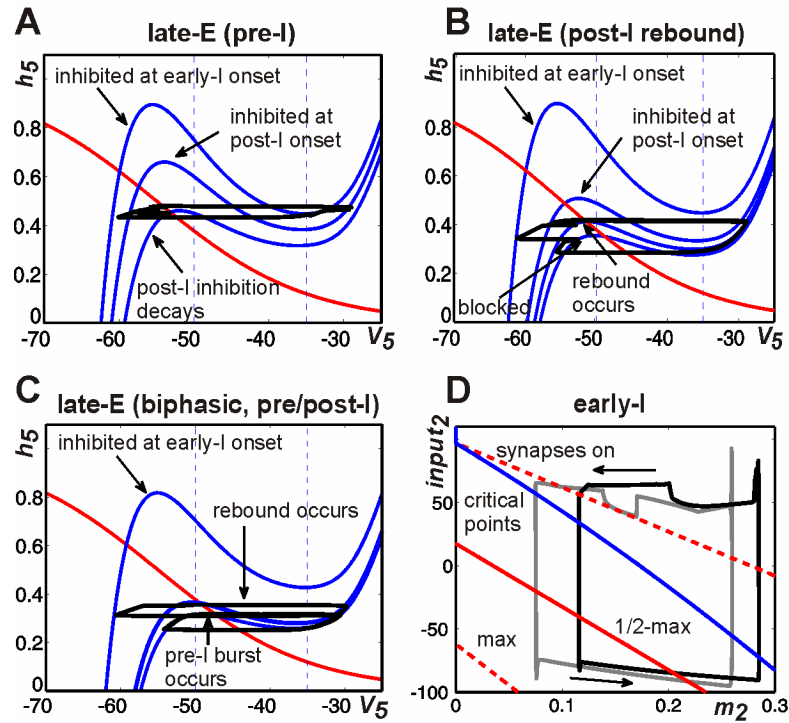 A
late-E (pre-I)
h5
inhibited at early-I onset
inhibited at
post-I onset
post-I inhibition
decays
0.8
0.6
0.4
0.2
0
-70
-60
-50
-40
-30
V5
B
late-E (post-I rebound)
h5
inhibited at early-I onset
inhibited at
post-I onset
blocked
rebound
occurs
0.8
0.6
0.4
0.2
0
-70
-60
-50
-40
-30
V5
C
late-E (biphasic, pre/post-I)
h5
inhibited at early-I onset
rebound occurs
pre-I burst
occurs
0.8
0.6
0.4
0.2
0
-70
-60
-50
-40
-30
V5
D
early-I
input2
synapses on
critical
points
1/2-max
max
50
0
-50
-100
0
0.1
0.2
0.3
m2